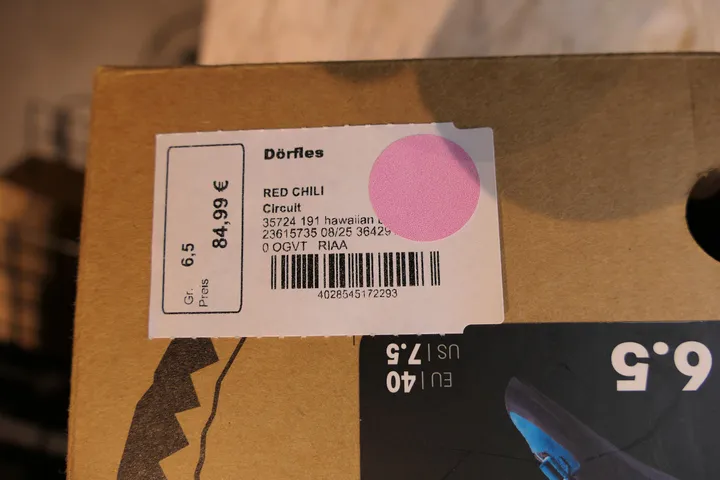 Dörfles
RED CHILI
Circuit
35724 191 hawaiian
23615735 08/25 36429
0 OGVT RIAA
4028545172293
Gr. 6,5
Preis 84,99 €
6.5
EU | 40
US | 7.5